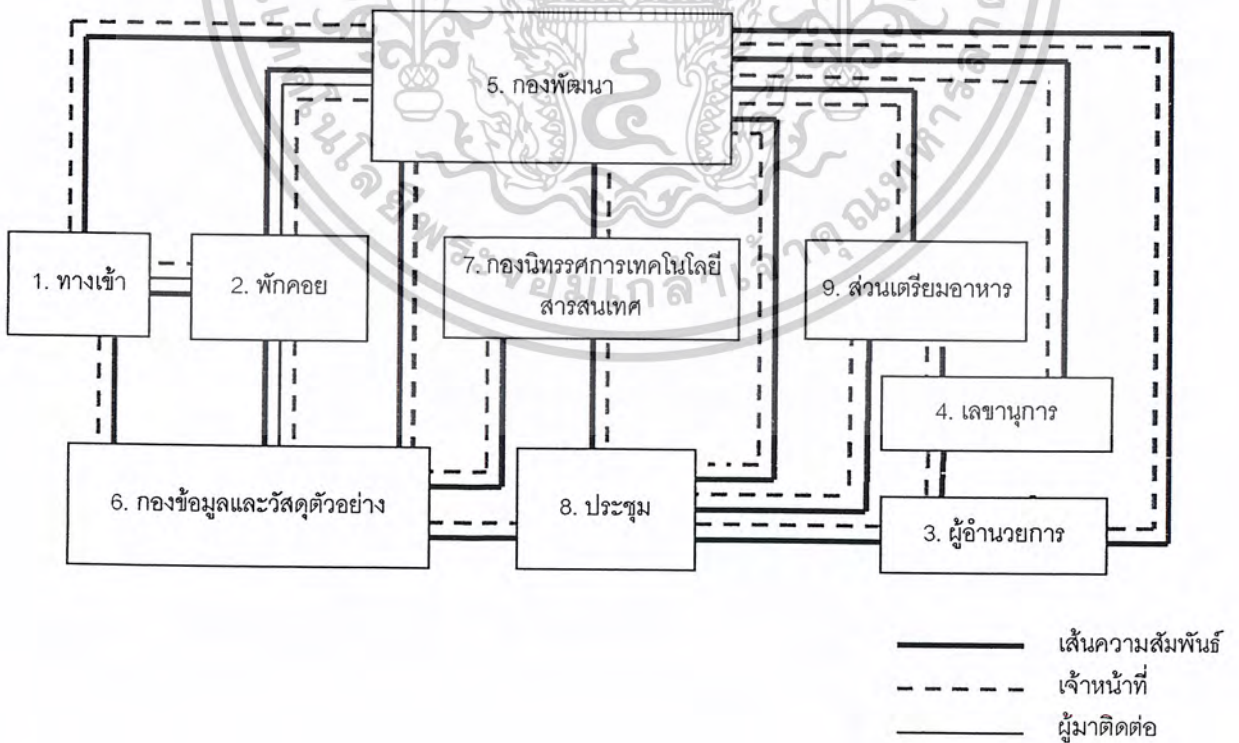 5. กองพัฒนา
1. ทางเข้า
2. พักคอย
7. กองนิทรรศการเทคโนโลยี
สารสนเทศ
9. ส่วนเตรียมอาหาร
4. เลขานุการ
6. กองข้อมูลและวัสดุตัวอย่าง
8. ประชุม
3. ผู้อำนวยการ
เส้นความสัมพันธ์
เจ้าหน้าที่
ผู้มาติดต่อ